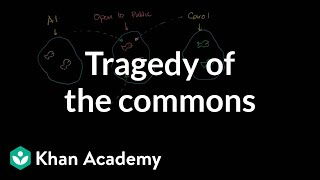 Al
Open to Public
Carol
Tragedy of
the commons
Khan Academy